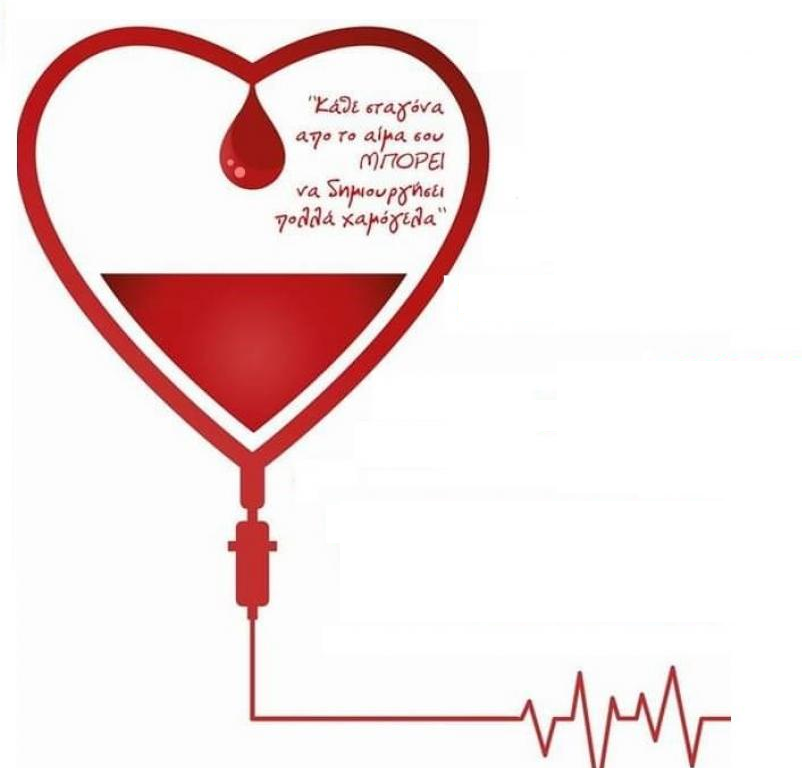 "Κάθε σταγόνα
απο το αίμα σου
ΜΠΟΡΕΙ
να δημιουργήσει
πολλά χαμόγελα"